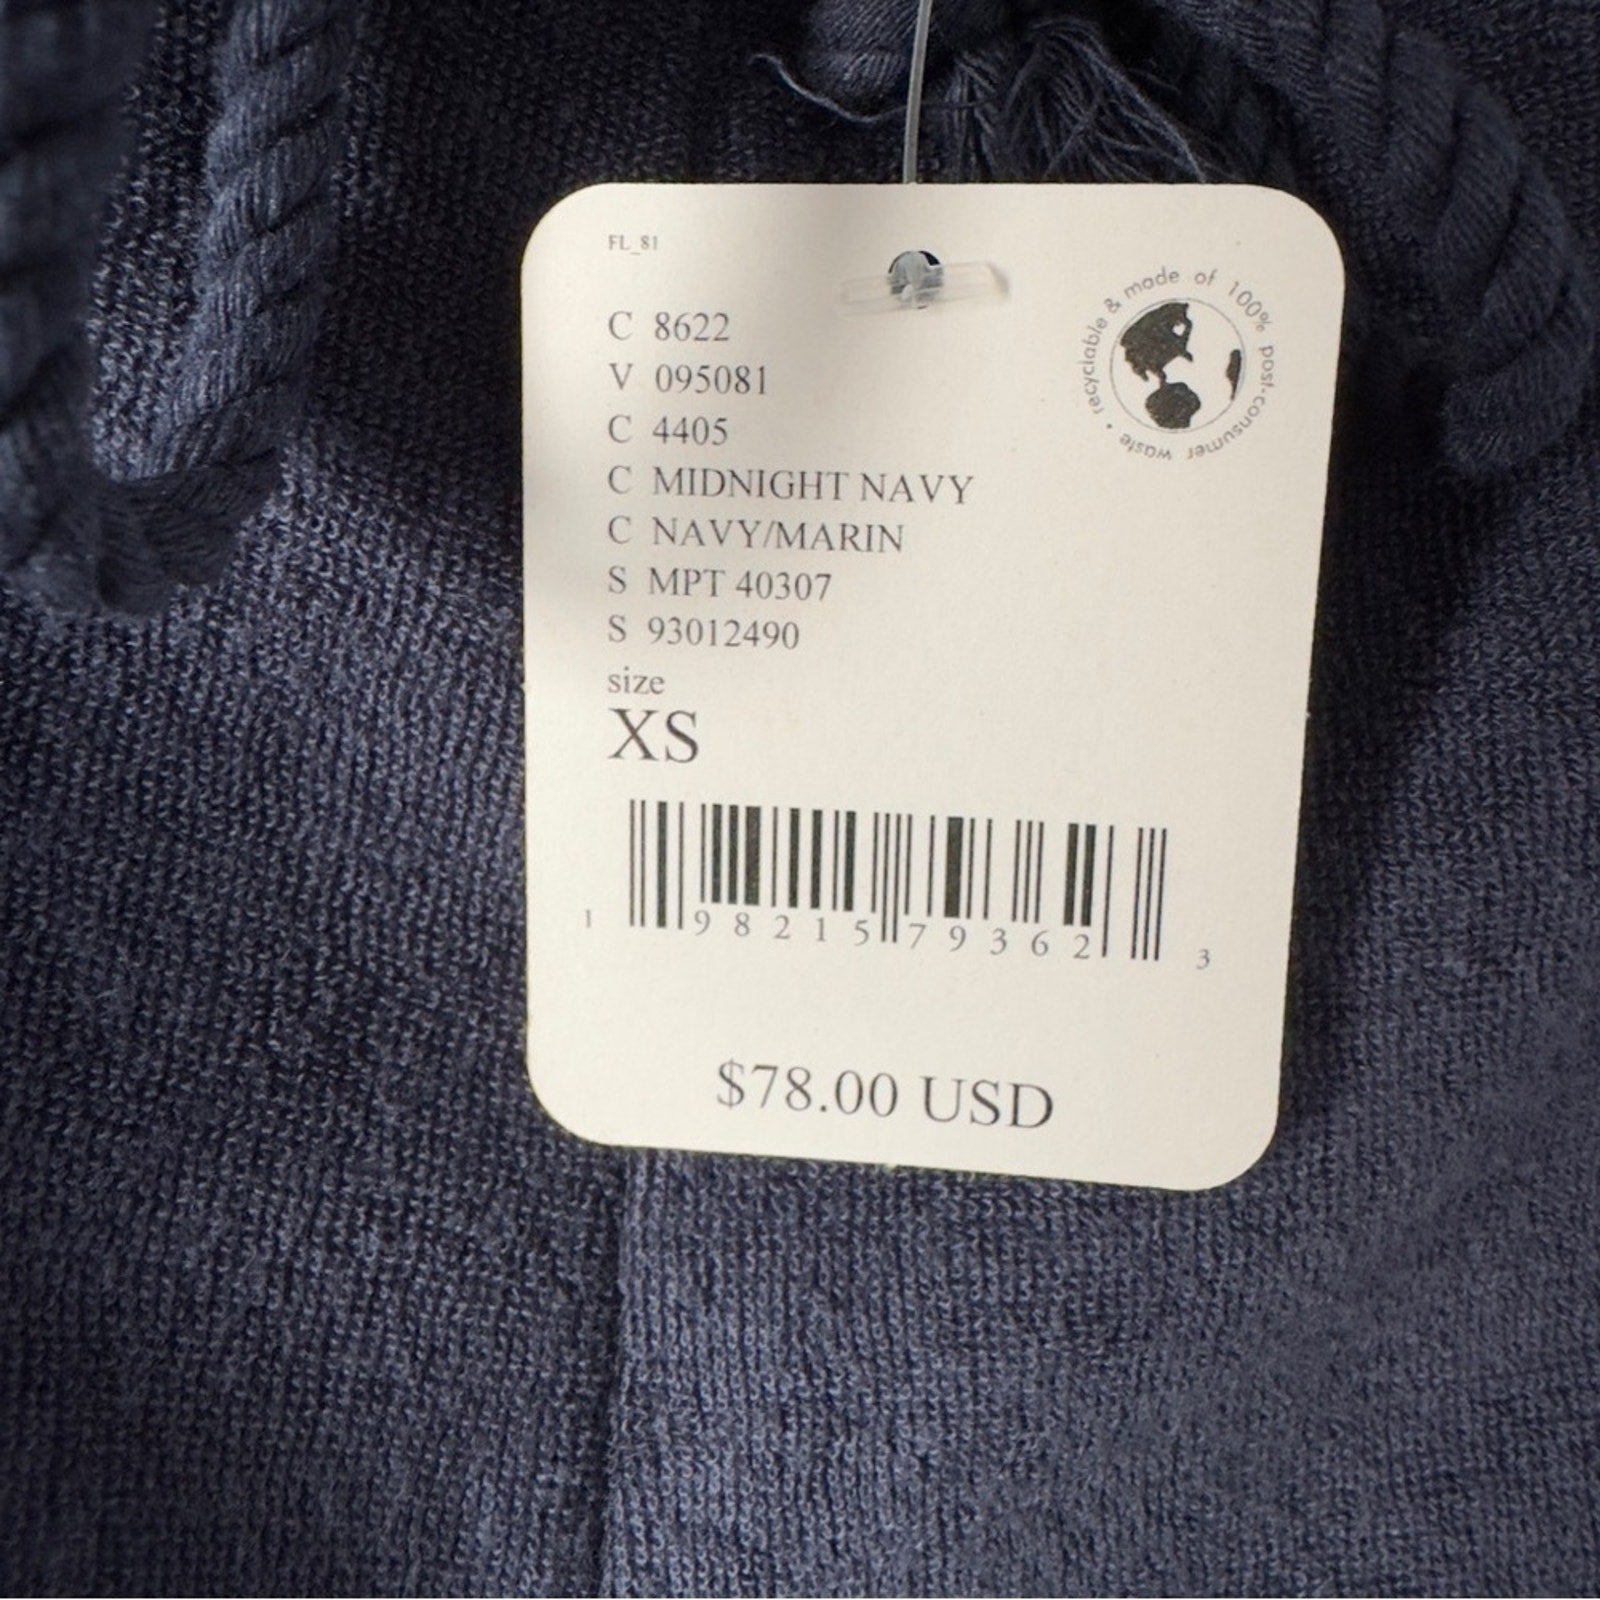 FL_81
recyclable & made of 100% post-consumer waste •
C 8622
V 095081
C 4405
C MIDNIGHT NAVY
C NAVY/MARIN
S MPT 40307
S 93012490
size
XS
1 98215 79362 3
$78.00 USD